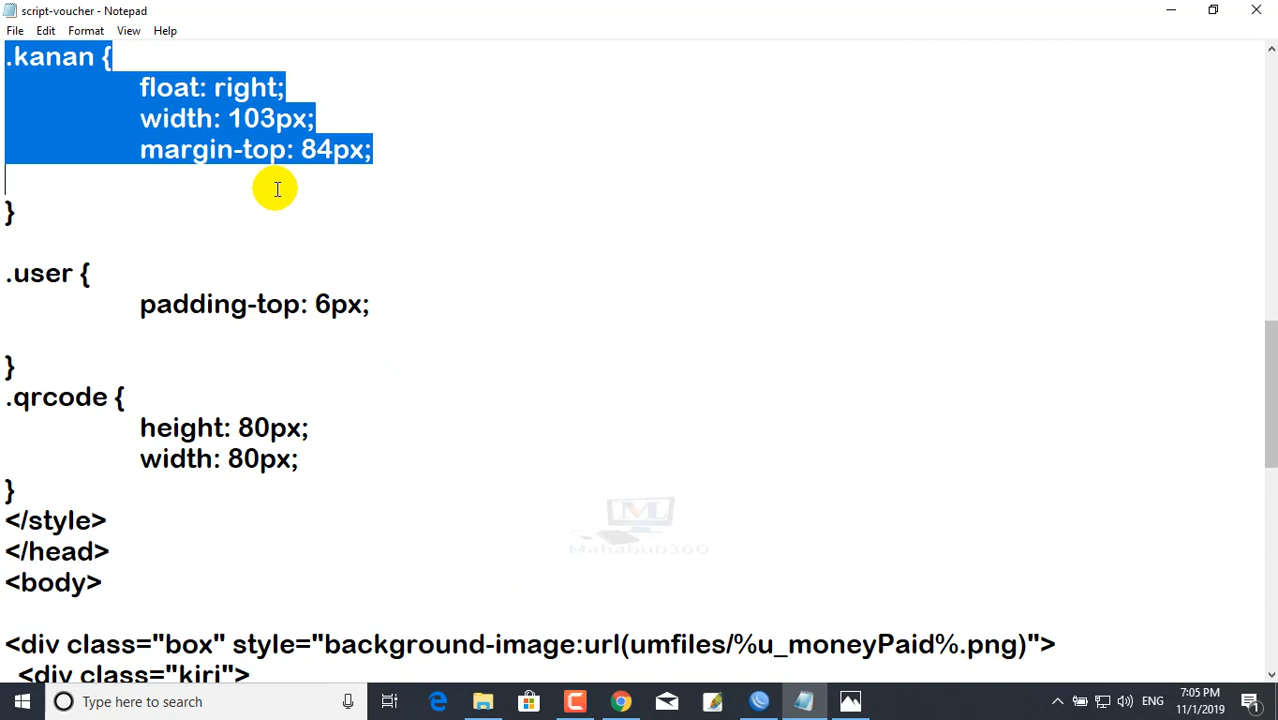 script-voucher - Notepad
File Edit Format View Help
.kanan {
float: right;
width: 103px;
margin-top: 84px;
}
.user {
padding-top: 6px;
}
.qrcode {
height: 80px;
width: 80px;
}
</style>
</head>
<body>
<div class="box" style="background-image:url(umfiles/%u_moneyPaid%.png)">
<div class="kiri">
M
Mahabub360
Type here to search
ENG
7:05 PM
11/1/2019
1